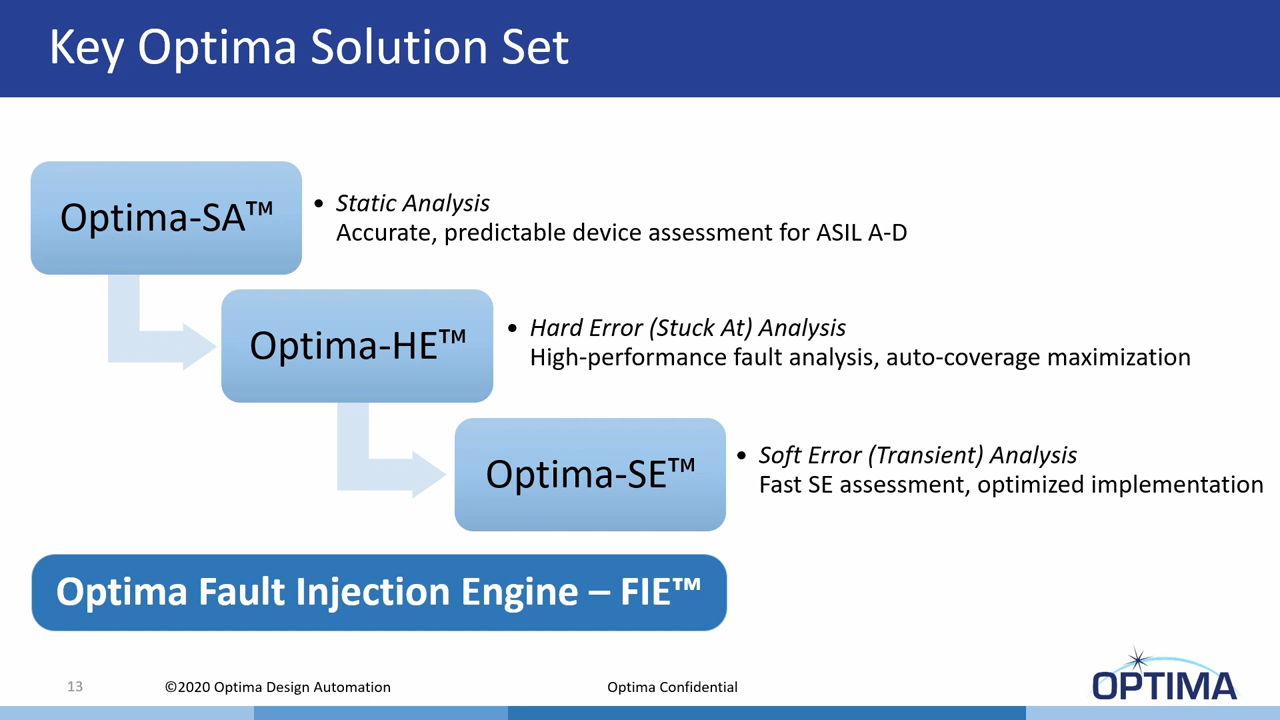 Key Optima Solution Set
Optima-SA™
• Static Analysis
Accurate, predictable device assessment for ASIL A-D
Optima-HE™
• Hard Error (Stuck At) Analysis
High-performance fault analysis, auto-coverage maximization
Optima-SE™
• Soft Error (Transient) Analysis
Fast SE assessment, optimized implementation
Optima Fault Injection Engine – FIE™
13
©2020 Optima Design Automation
Optima Confidential
OPTIMA